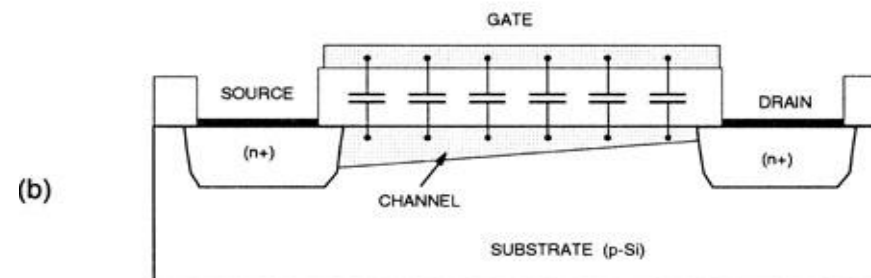 GATE
SOURCE
DRAIN
(n+)
(n+)
(b)
CHANNEL
SUBSTRATE (p-Si)